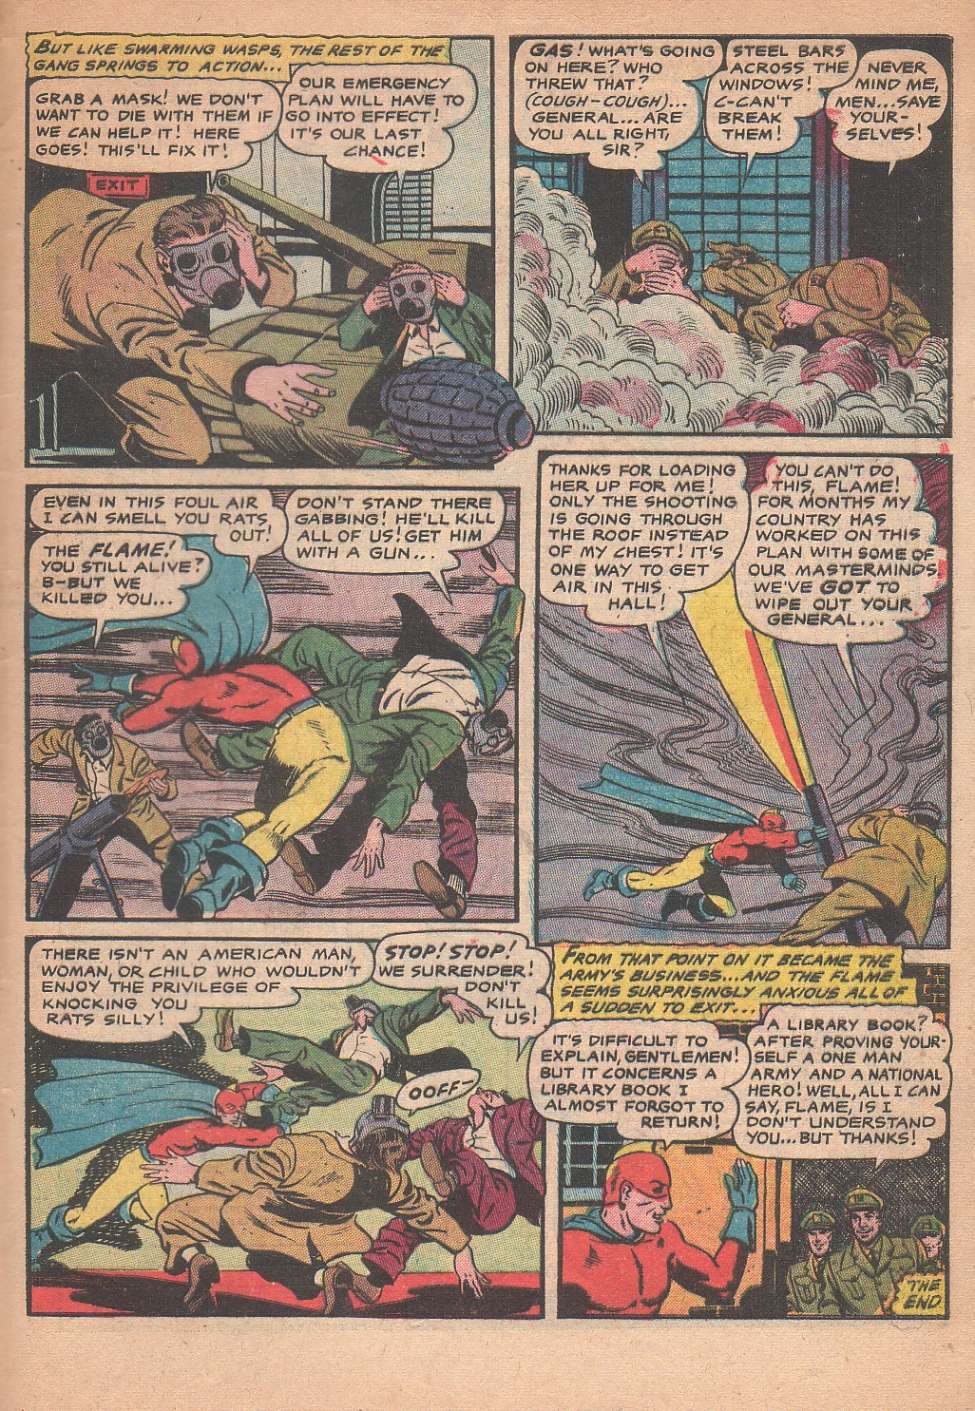 BUT LIKE SWARMING WASPS, THE REST OF THE
GANG SPRINGS TO ACTION...
GRAB A MASK! WE DON'T
WANT TO DIE WITH THEM IF
WE CAN HELP IT! HERE
GOES! THIS'LL FIX IT!
OUR EMERGENCY
PLAN WILL HAVE TO
GO INTO EFFECT!
IT'S OUR LAST
CHANCE!
EXIT
GAS! WHAT'S GOING
ON HERE? WHO
THREW THAT?
(COUGH-COUGH)...
GENERAL... ARE
YOU ALL RIGHT,
SIR?
STEEL BARS
ACROSS THE
WINDOWS!
C-CAN'T
BREAK
THEM!
NEVER
MIND ME,
MEN...SAVE
YOUR-
SELVES!
EVEN IN THIS FOUL AIR
I CAN SMELL YOU RATS
OUT!
THE FLAME!
YOU STILL ALIVE?
B-BUT WE
KILLED YOU...
DON'T STAND THERE
GABBING! HE'LL KILL
ALL OF US! GET HIM
WITH A GUN...
THANKS FOR LOADING
HER UP FOR ME!
ONLY THE SHOOTING
IS GOING THROUGH
THE ROOF INSTEAD
OF MY CHEST! IT'S
ONE WAY TO GET
AIR IN THIS
HALL!
YOU CAN'T DO
THIS, FLAME!
FOR MONTHS MY
COUNTRY HAS
WORKED ON THIS
PLAN WITH SOME OF
OUR MASTERMINDS
WE'VE GOT TO
WIPE OUT YOUR
GENERAL...
THERE ISN'T AN AMERICAN MAN,
WOMAN, OR CHILD WHO WOULDN'T
ENJOY THE PRIVILEGE OF
KNOCKING YOU
RATS SILLY!
STOP! STOP!
WE SURRENDER!
DON'T
KILL
US!
OOFF-
FROM THAT POINT ON IT BECAME THE
ARMY'S BUSINESS...AND THE FLAME
SEEMS SURPRISINGLY ANXIOUS ALL OF
A SUDDEN TO EXIT...
IT'S DIFFICULT TO
EXPLAIN, GENTLEMEN!
BUT IT CONCERNS A
LIBRARY BOOK I
ALMOST FORGOT TO
RETURN!
A LIBRARY BOOK?
AFTER PROVING YOUR-
SELF A ONE MAN
ARMY AND A NATIONAL
HERO! WELL, ALL I CAN
SAY, FLAME, IS I
DON'T UNDERSTAND
YOU...BUT THANKS!
THE
END